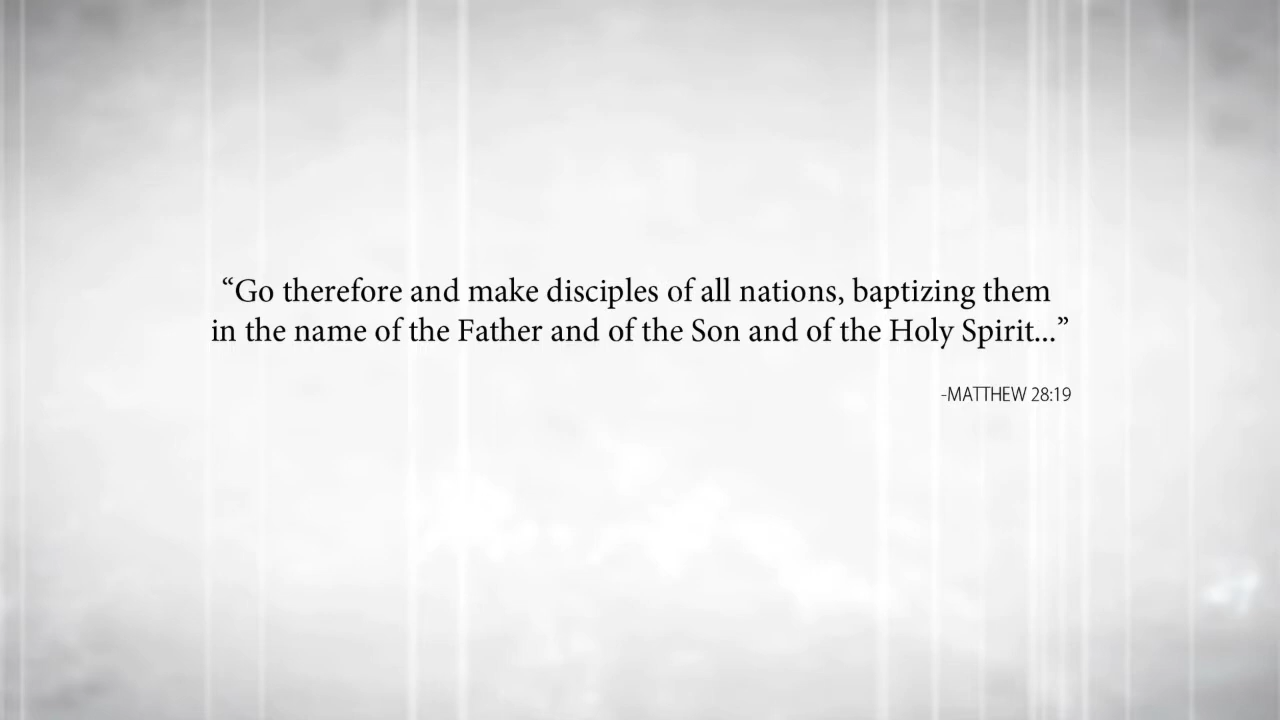 “Go therefore and make disciples of all nations, baptizing them
in the name of the Father and of the Son and of the Holy Spirit...”
-MATTHEW 28:19